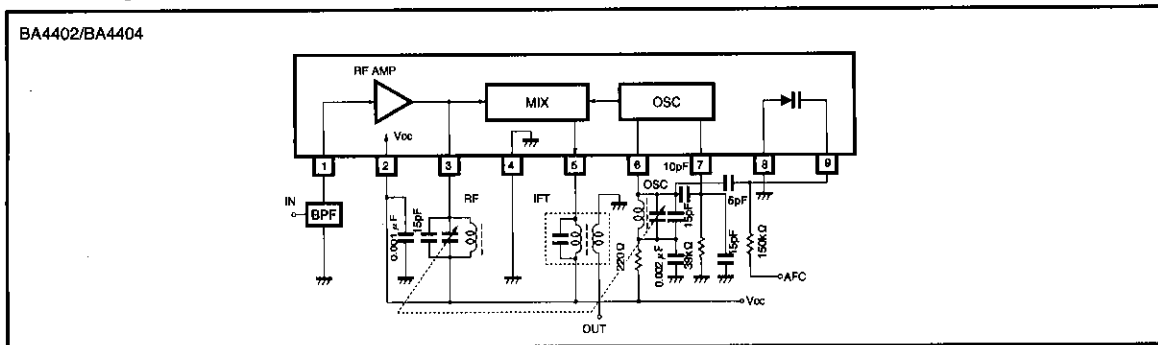 BA4402/BA4404
RF AMP
MIX
OSC
Vcc
1
2
3
4
5
6
10pF
7
8
9
IN
BPF
RF
IFT
OSC
0.001μF
15pF
15pF
5pF
220Ω
0.002μF
39kΩ
15pF
150kΩ
AFC
Vcc
OUT